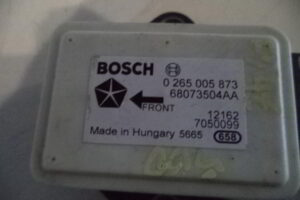 BOSCH
0 265 005 873
68073504AA
FRONT
12162
7050099
Made in Hungary 5665
658